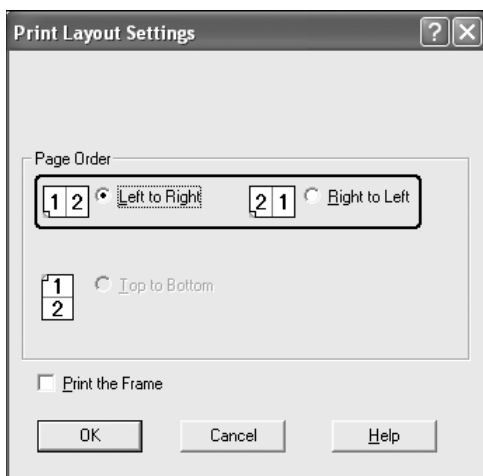 Print Layout Settings
Page Order
1 2 Left to Right 2 1 Right to Left
1
2
Top to Bottom
Print the Frame
OK Cancel Help